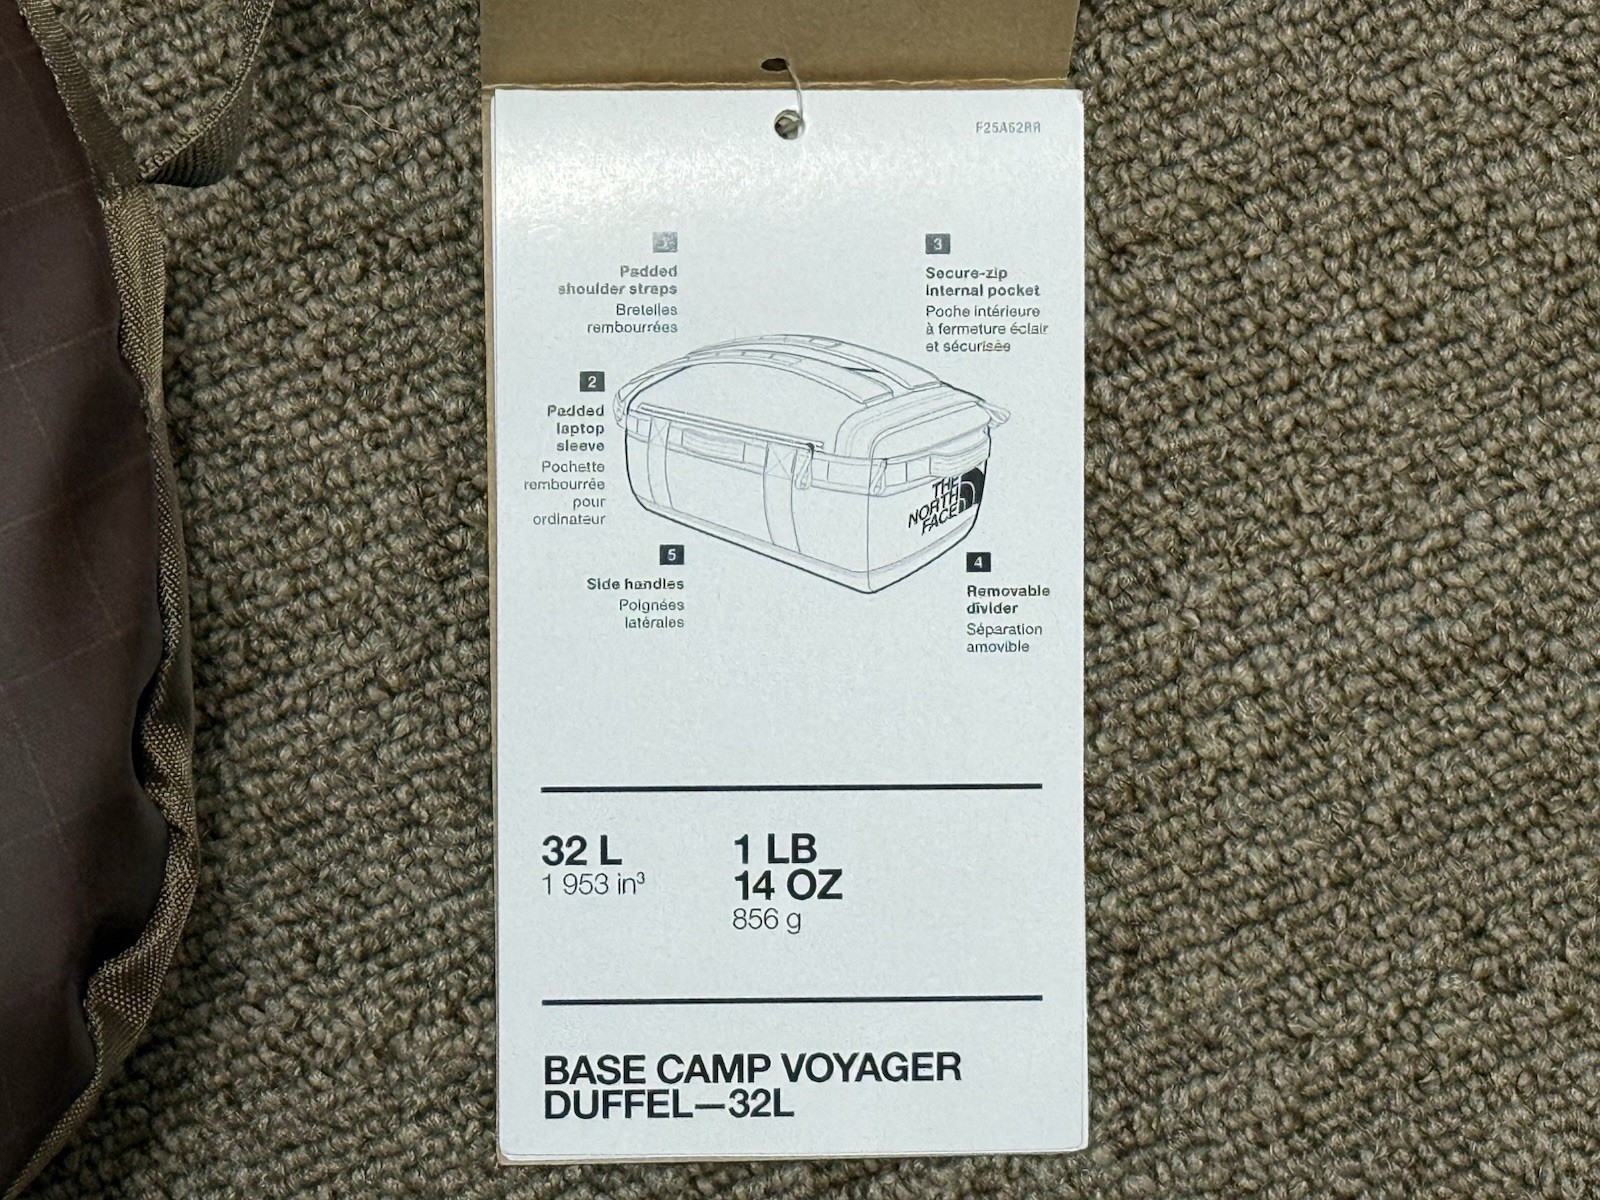 F25A52RR
1
Padded
shoulder straps
Bretelles
rembourrées
3
Secure-zip
internal pocket
Poche intérieure
à fermeture éclair
et sécurisée
2
Padded
laptop
sleeve
Pochette
rembourrée
pour
ordinateur
THE
NORTH
FACE
5
Side handles
Poignées
latérales
4
Removable
divider
Séparation
amovible
32 L
1 953 in³
1 LB
14 OZ
856 g
BASE CAMP VOYAGER
DUFFEL—32L